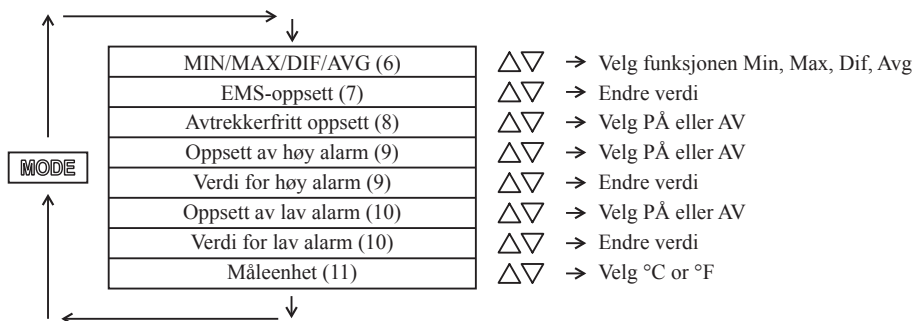 MIN/MAX/DIF/AVG (6) △▽ → Velg funksjonen Min, Max, Dif, Avg
EMS-oppsett (7) △▽ → Endre verdi
Avtrekkerfritt oppsett (8) △▽ → Velg PÅ eller AV
Oppsett av høy alarm (9) △▽ → Velg PÅ eller AV
MODE
Verdi for høy alarm (9) △▽ → Endre verdi
Oppsett av lav alarm (10) △▽ → Velg PÅ eller AV
Verdi for lav alarm (10) △▽ → Endre verdi
Måleenhet (11) △▽ → Velg °C or °F